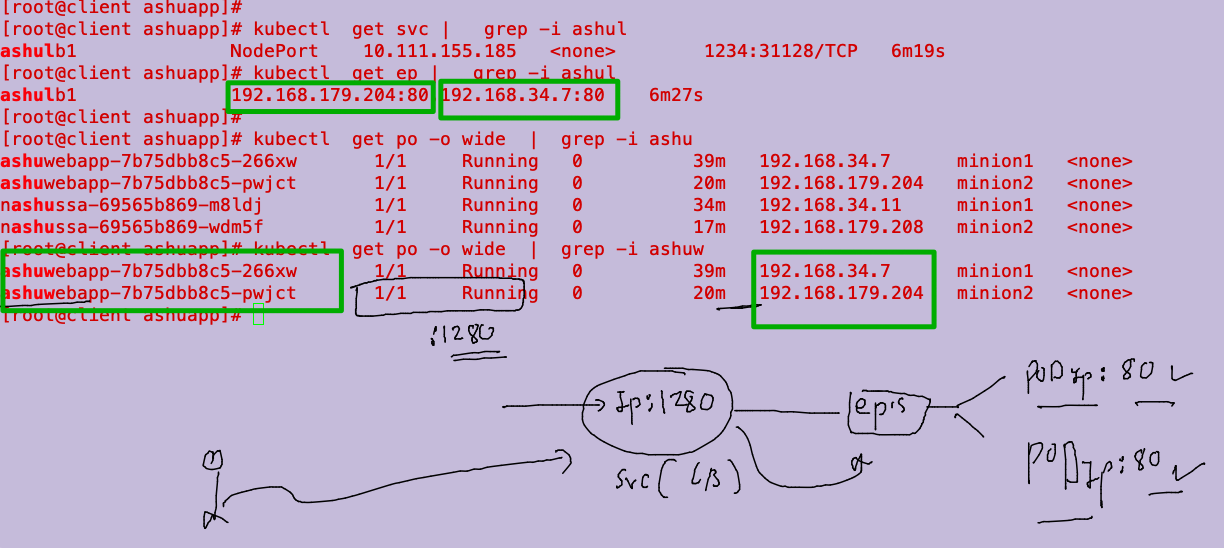 [root@client ashuapp]#
[root@client ashuapp]# kubectl  get svc |   grep -i ashul
ashulb1              NodePort    10.111.155.185   <none>        1234:31128/TCP   6m19s
[root@client ashuapp]# kubectl  get ep |   grep -i ashul
ashulb1              192.168.179.204:80 192.168.34.7:80    6m27s
[root@client ashuapp]#
[root@client ashuapp]# kubectl  get po -o wide  |  grep -i ashu
ashuwebapp-7b75dbb8c5-266xw       1/1     Running   0          39m   192.168.34.7      minion1   <none>
ashuwebapp-7b75dbb8c5-pwjct       1/1     Running   0          20m   192.168.179.204   minion2   <none>
nashussa-69565b869-m8ldj          1/1     Running   0          34m   192.168.34.11     minion1   <none>
nashussa-69565b869-wdm5f          1/1     Running   0          17m   192.168.179.208   minion2   <none>
[root@client ashuapp]# kubectl  get po -o wide  |  grep -i ashuw
ashuwebapp-7b75dbb8c5-266xw       1/1     Running   0          39m   192.168.34.7      minion1   <none>
ashuwebapp-7b75dbb8c5-pwjct       1/1     Running   0          20m   192.168.179.204   minion2   <none>
[root@client ashuapp]#
:1280
Ip:1280
epis
POD Ip: 80
svc ( LB )
POD Ip: 80